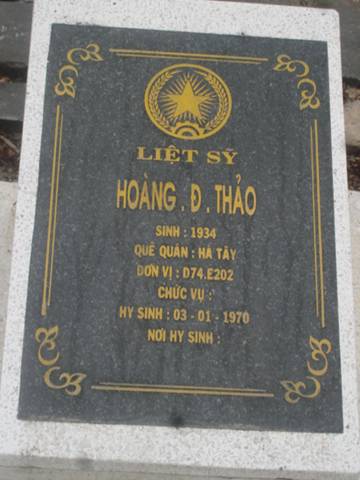 LIỆT SỸ
HOÀNG . Đ . THẢO
SINH : 1934
QUÊ QUÁN : HÀ TÂY
ĐƠN VỊ : D74.E202
CHỨC VỤ :
HY SINH : 03 - 01 - 1970
NƠI HY SINH :